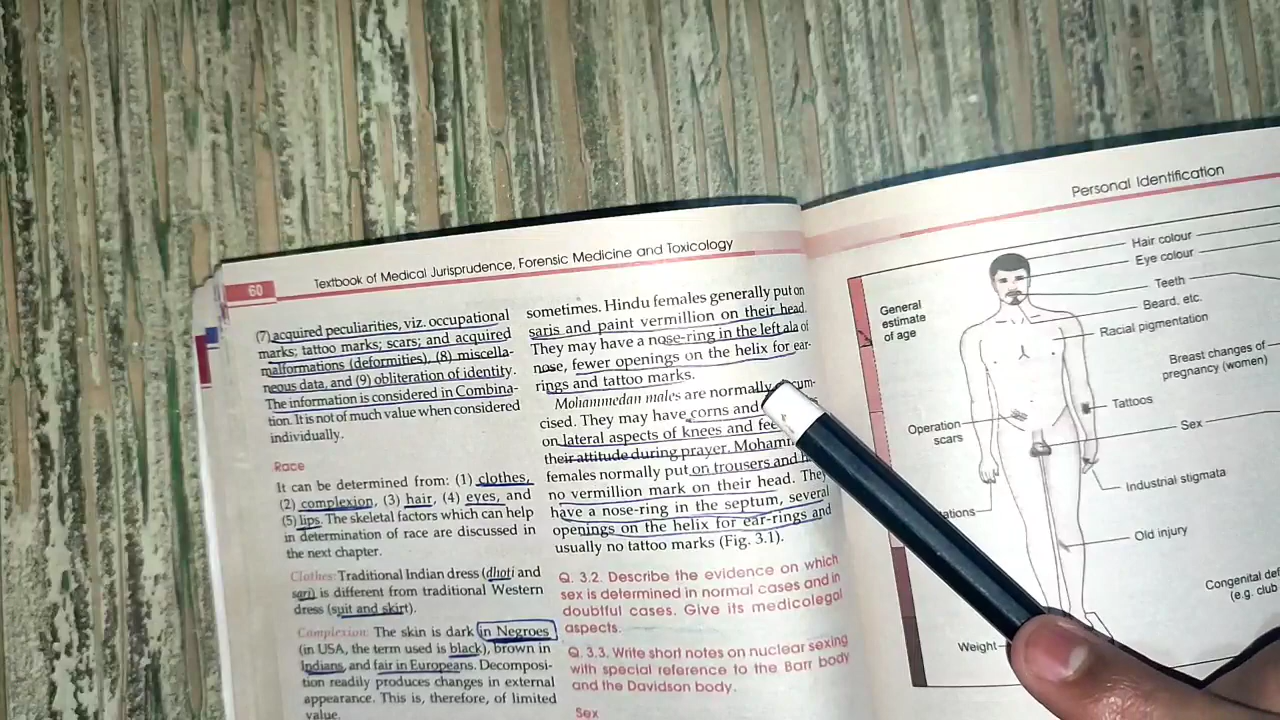 60
Textbook of Medical Jurisprudence, Forensic Medicine and Toxicology
(7) acquired peculiarities, viz. occupational
marks; tattoo marks; scars; and acquired
malformations (deformities), (8) miscella-
neous data, and (9) obliteration of identity.
The information is considered in Combina-
tion. It is not of much value when considered
individually.
Race
It can be determined from: (1) clothes,
(2) complexion, (3) hair, (4) eyes, and
(5) lips. The skeletal factors which can help
in determination of race are discussed in
the next chapter.
Clothes: Traditional Indian dress (dhoti and
sari) is different from traditional Western
dress (suit and skirt).
Complexion: The skin is dark in Negroes
(in USA, the term used is black), brown in
Indians, and fair in Europeans. Decomposi-
tion readily produces changes in external
appearance. This is, therefore, of limited
value.
sometimes. Hindu females generally put on
saris and paint vermillion on their head.
They may have a nose-ring in the left ala of
nose, fewer openings on the helix for ear-
rings and tattoo marks.
Mohammedan males are normally
cised. They may have corns and
on lateral aspects of knees and
their attitude during prayer.
females normally put on trousers and
no vermillion mark on their head. They
have a nose-ring in the septum, several
openings on the helix for ear-rings and
usually no tattoo marks (Fig. 3.1).
Q. 3.2. Describe the evidence on which
sex is determined in normal cases and in
doubtful cases. Give its medicolegal
aspects.
Q. 3.3. Write short notes on nuclear sexing
with special reference to the Barr body
and the Davidson body.
Sex
Personal Identification
General
estimate
of age
Hair colour
Eye colour
Teeth
Beard, etc.
Racial pigmentation
Breast changes of
pregnancy (women)
Tattoos
Operation
scars
Sex
Industrial stigmata
Old injury
Congenital
(e.g. club
Weight